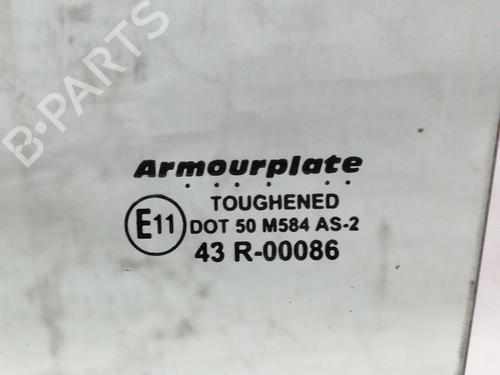 B-PARTS
Armourplate
TOUGHENED
E11
DOT 50 M584 AS-2
43 R-00086